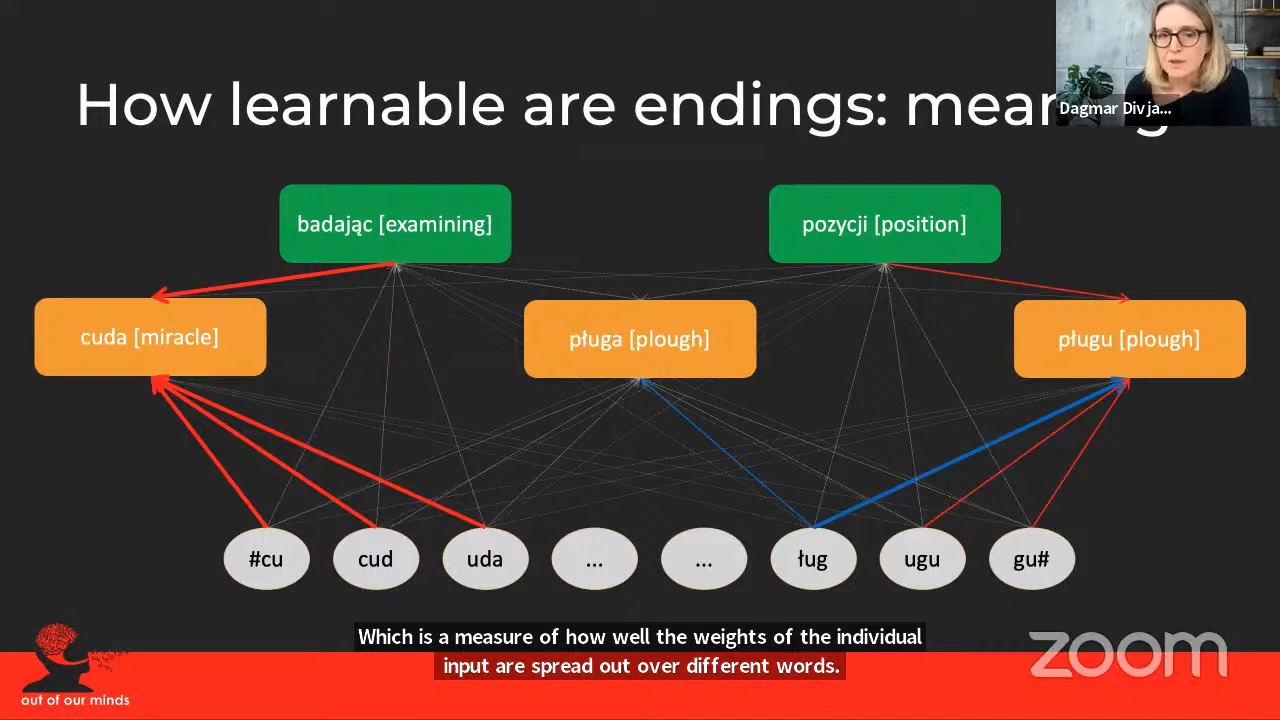 How learnable are endings: mean g
Dagmar Divja...
badając [examining]
pozycji [position]
cuda [miracle]
pługa [plough]
pługu [plough]
#cu
cud
uda
...
...
ług
ugu
gu#
Which is a measure of how well the weights of the individual
input are spread out over different words.
zoom
out of our minds